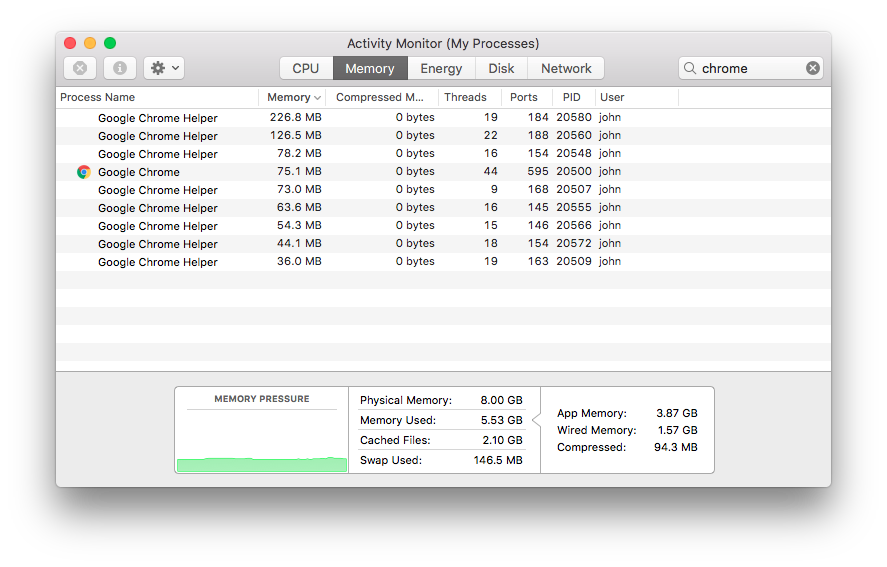 Activity Monitor (My Processes)
CPU Memory Energy Disk Network chrome
Process Name Memory Compressed M... Threads Ports PID User
Google Chrome Helper 226.8 MB 0 bytes 19 184 20580 john
Google Chrome Helper 126.5 MB 0 bytes 22 188 20560 john
Google Chrome Helper 78.2 MB 0 bytes 16 154 20548 john
Google Chrome 75.1 MB 0 bytes 44 595 20500 john
Google Chrome Helper 73.0 MB 0 bytes 9 168 20507 john
Google Chrome Helper 63.6 MB 0 bytes 16 145 20555 john
Google Chrome Helper 54.3 MB 0 bytes 15 146 20566 john
Google Chrome Helper 44.1 MB 0 bytes 18 154 20572 john
Google Chrome Helper 36.0 MB 0 bytes 19 163 20509 john
MEMORY PRESSURE
Physical Memory: 8.00 GB
Memory Used: 5.53 GB
Cached Files: 2.10 GB
Swap Used: 146.5 MB
App Memory: 3.87 GB
Wired Memory: 1.57 GB
Compressed: 94.3 MB